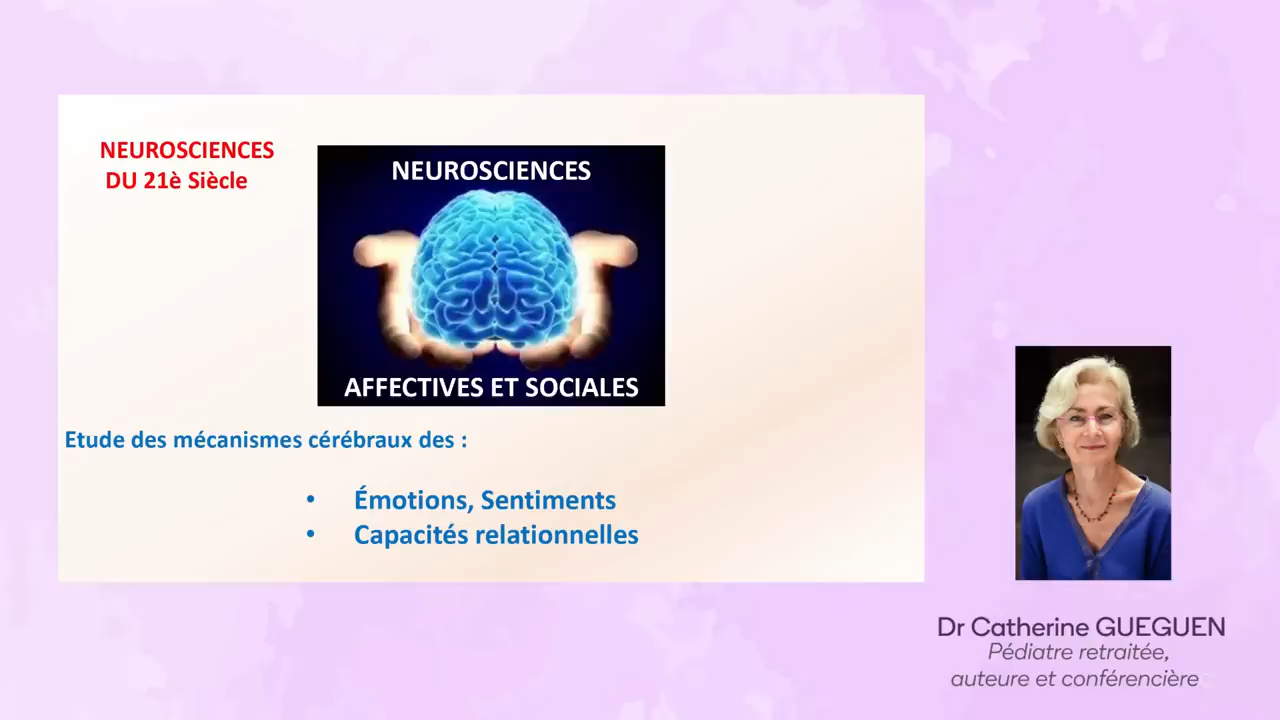 NEUROSCIENCES
DU 21è Siècle
NEUROSCIENCES
AFFECTIVES ET SOCIALES
Etude des mécanismes cérébraux des :
• Émotions, Sentiments
• Capacités relationnelles
Dr Catherine GUEGUEN
Pédiatre retraitée,
auteure et conférencière